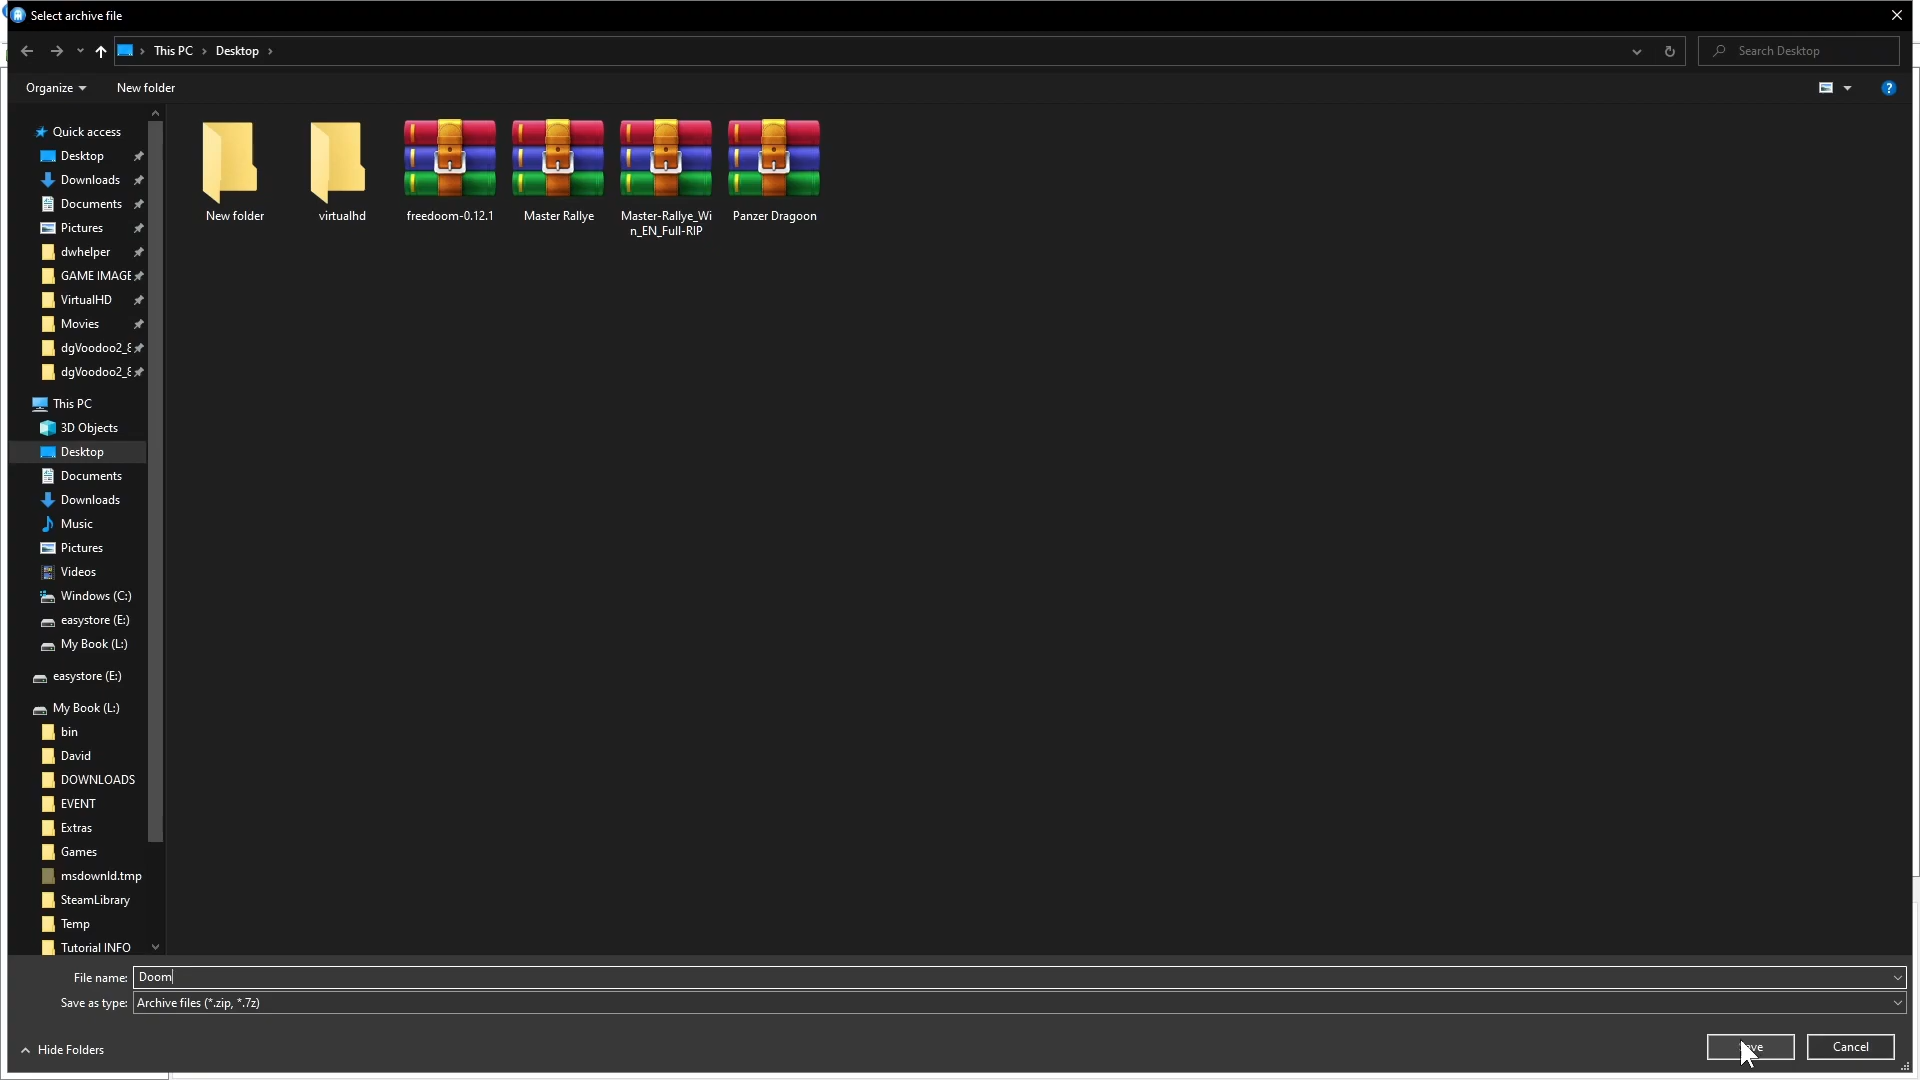 Select archive file
This PC
Desktop
Search Desktop
Organize
New folder
?
Quick access
Desktop
Downloads
Documents
Pictures
dwhelper
GAME IMAGE
VirtualHD
Movies
dgVoodoo2_8
dgVoodoo2_8
This PC
3D Objects
Desktop
Documents
Downloads
Music
Pictures
Videos
Windows (C:)
easystore (E:)
My Book (L:)
easystore (E:)
My Book (L:)
bin
David
DOWNLOADS
EVENT
Extras
Games
msdownld.tmp
SteamLibrary
Temp
Tutorial INFO
New folder
virtualhd
freedoom-0.12.1
Master Rallye
Master-Rallye_Wi
n_EN_Full-RIP
Panzer Dragoon
File name: Doom
Save as type: Archive files (*.zip, *.7z)
Hide Folders
Cancel